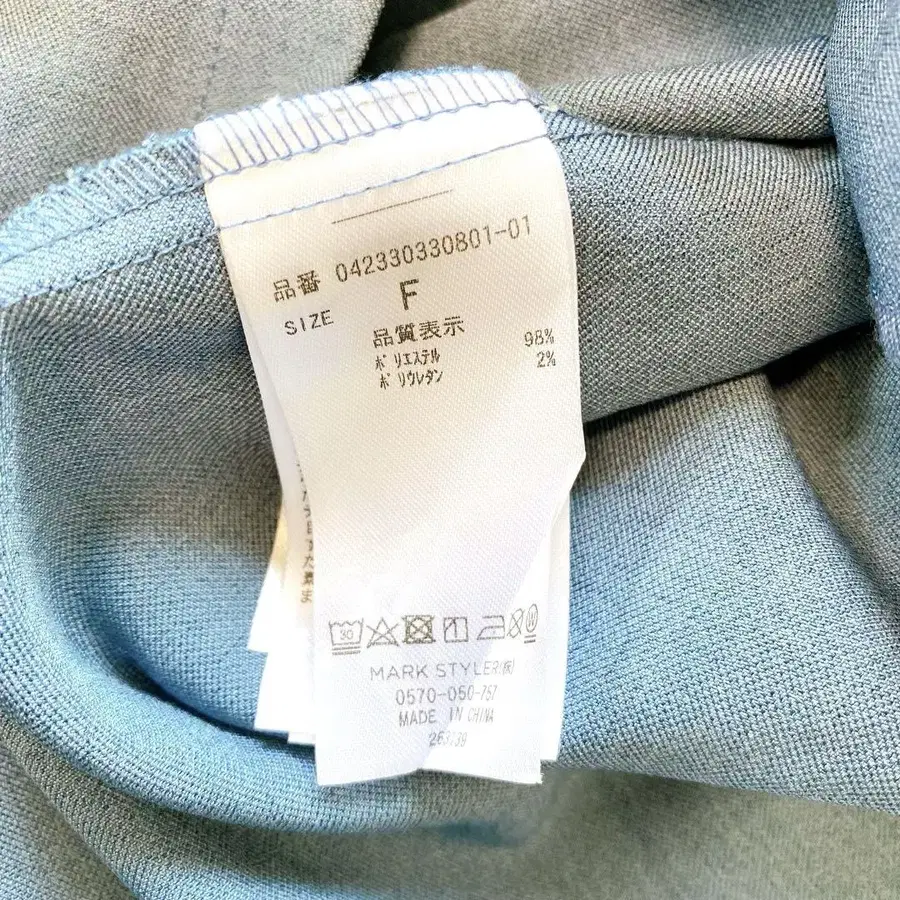 品番 042330330801-01
SIZE F
品質表示
ポリエステル 98%
ポリウレタン 2%
30
MARK STYLER(株)
0570-050-757
MADE IN CHINA